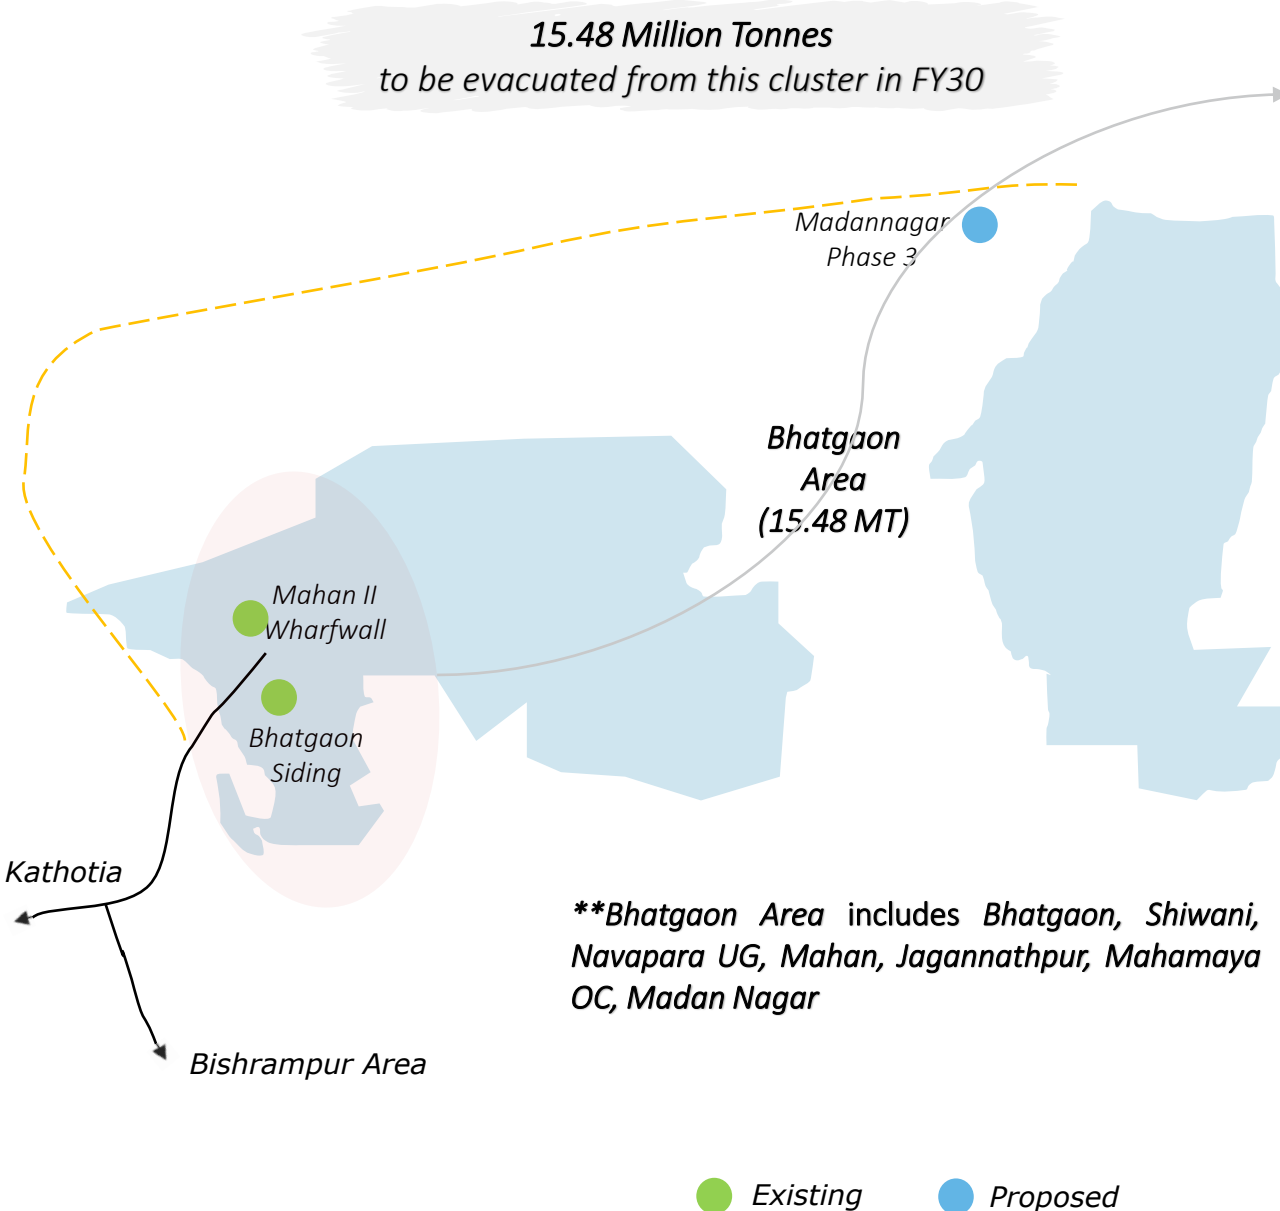 15.48 Million Tonnes
to be evacuated from this cluster in FY30
Madannagar
Phase 3
Bhatgaon
Area
(15.48 MT)
Mahan II
Wharfwall
Bhatgaon
Siding
Kathotia
**Bhatgaon Area includes Bhatgaon, Shiwani,
Navapara UG, Mahan, Jagannathpur, Mahamaya
OC, Madan Nagar
Bishrampur Area
Existing
Proposed